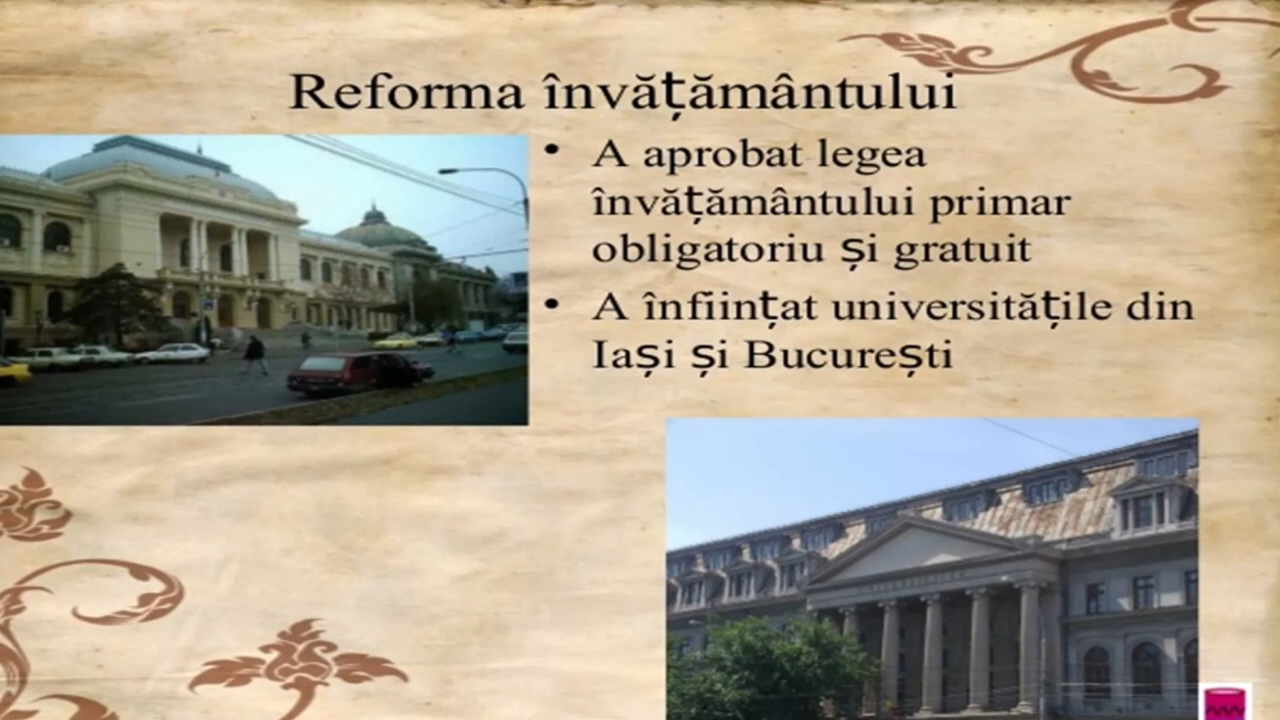 Reforma învățământului
• A aprobat legea
învățământului primar
obligatoriu și gratuit
• A înființat universitățile din
Iași și București